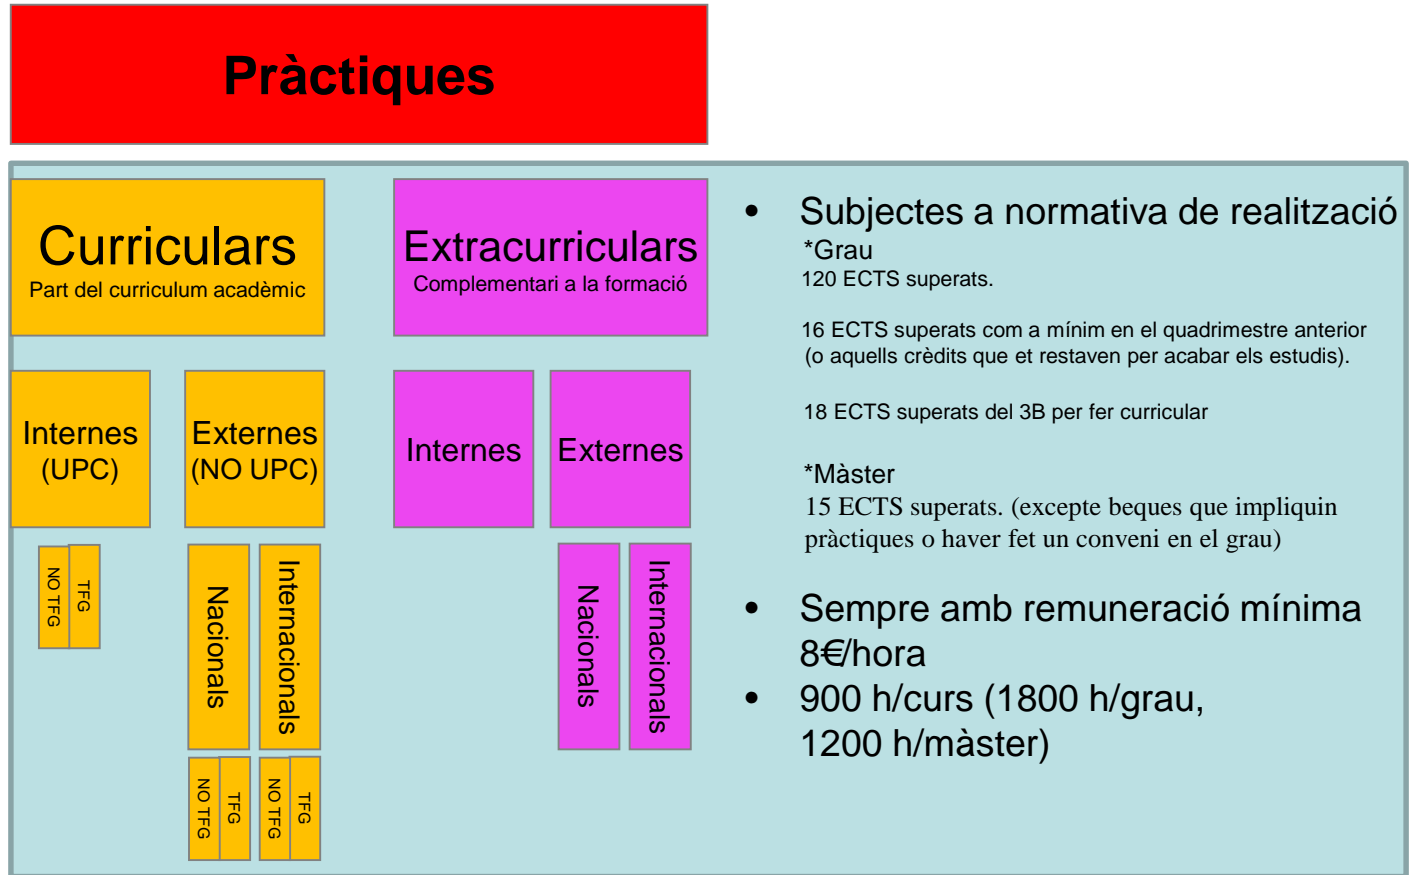 Pràctiques
Curriculars
Part del curriculum acadèmic
Extracurriculars
Complementari a la formació
Internes
(UPC)
Externes
(NO UPC)
Internes
Externes
NO TFG
TFG
Nacionals
Internacionals
NO TFG
TFG
NO TFG
TFG
Nacionals
Internacionals
• Subjectes a normativa de realització
*Grau
120 ECTS superats.
16 ECTS superats com a mínim en el quadrimestre anterior
(o aquells crèdits que et restaven per acabar els estudis).
18 ECTS superats del 3B per fer curricular
*Màster
15 ECTS superats. (excepte beques que impliquin
pràctiques o haver fet un conveni en el grau)
• Sempre amb remuneració mínima
8€/hora
• 900 h/curs (1800 h/grau,
1200 h/màster)